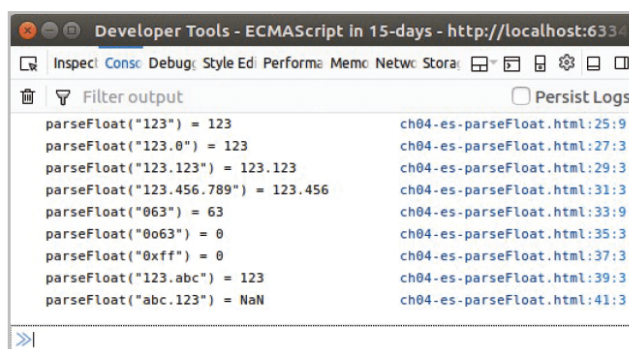 Developer Tools - ECMAScript in 15-days - http://localhost:6334
Inspect Conso Debug Style Edi Performa Memo Netwo Stora
Filter output Persist Logs
parseFloat("123") = 123 ch04-es-parseFloat.html:25:9
parseFloat("123.0") = 123 ch04-es-parseFloat.html:27:3
parseFloat("123.123") = 123.123 ch04-es-parseFloat.html:29:3
parseFloat("123.456.789") = 123.456 ch04-es-parseFloat.html:31:3
parseFloat("063") = 63 ch04-es-parseFloat.html:33:9
parseFloat("0o63") = 0 ch04-es-parseFloat.html:35:3
parseFloat("0xff") = 0 ch04-es-parseFloat.html:37:3
parseFloat("123.abc") = 123 ch04-es-parseFloat.html:39:3
parseFloat("abc.123") = NaN ch04-es-parseFloat.html:41:3